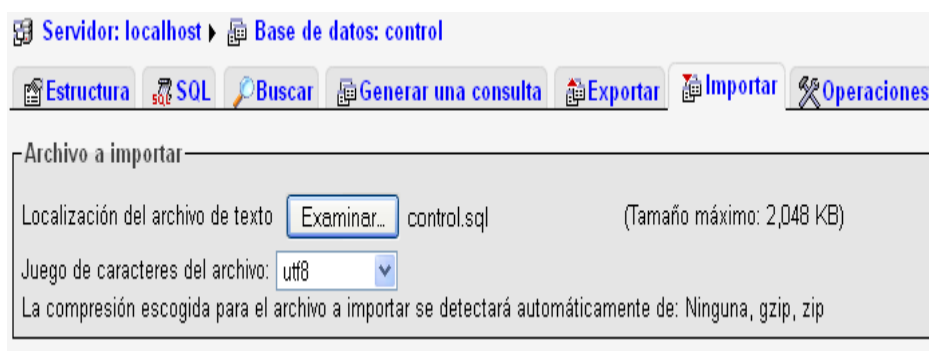 Servidor: localhost ▸ Base de datos: control
Estructura SQL Buscar Generar una consulta Exportar Importar Operaciones
Archivo a importar
Localización del archivo de texto Examinar... control.sql (Tamaño máximo: 2,048 KB)
Juego de caracteres del archivo: utf8
La compresión escogida para el archivo a importar se detectará automáticamente de: Ninguna, gzip, zip